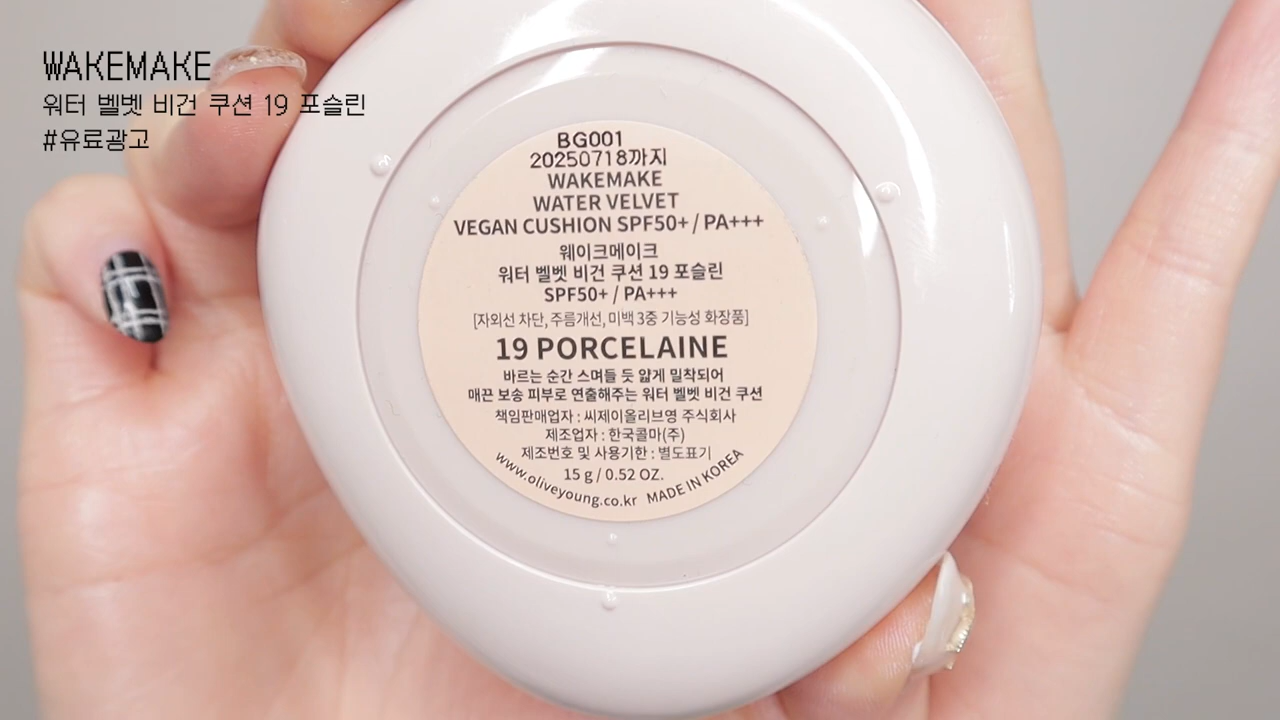 WAKEMAKE
워터 벨벳 비건 쿠션 19 포슬린
#유료광고
BG001
20250718까지
WAKEMAKE
WATER VELVET
VEGAN CUSHION SPF50+ / PA+++
웨이크메이크
워터 벨벳 비건 쿠션 19 포슬린
SPF50+ / PA+++
[자외선 차단, 주름개선, 미백 3중 기능성 화장품]
19 PORCELAINE
바르는 순간 스며들 듯 얇게 밀착되어
매끈 보송 피부로 연출해주는 워터 벨벳 비건 쿠션
책임판매업자 : 씨제이올리브영 주식회사
제조업자 : 한국콜마(주)
제조번호 및 사용기한 : 별도표기
15 g / 0.52 OZ.
www.oliveyoung.co.kr MADE IN KOREA